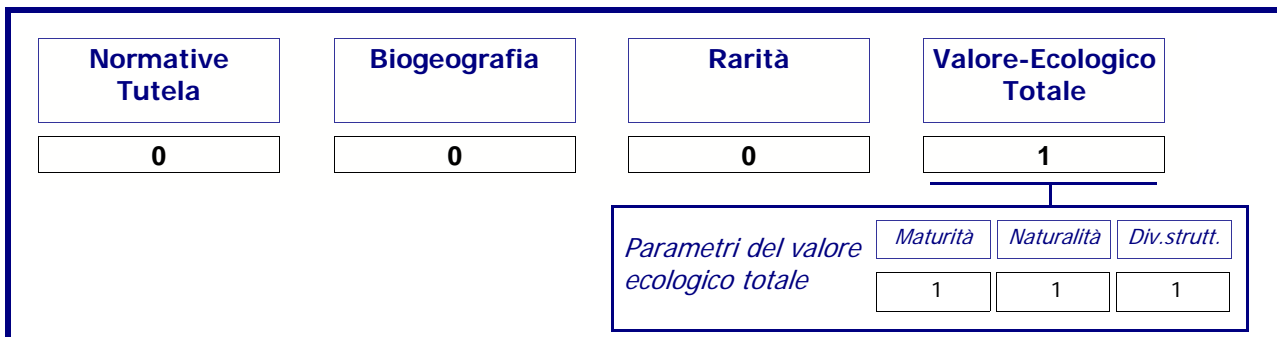 Normative
Tutela
Biogeografia
Rarità
Valore-Ecologico
Totale
0
0
0
1
Parametri del valore
ecologico totale
Maturità
Naturalità
Div.strutt.
1
1
1